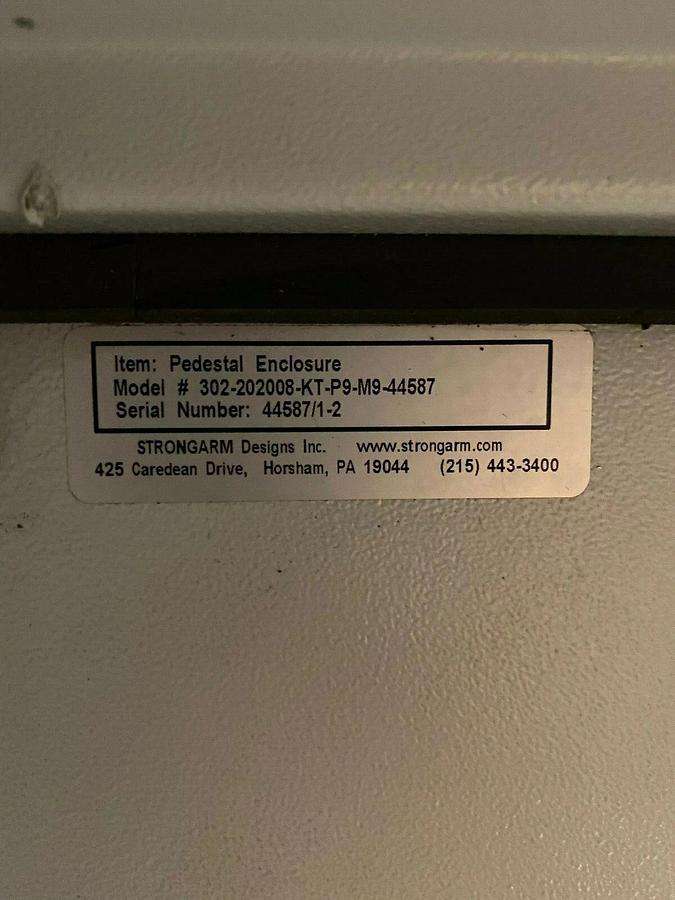 Item: Pedestal Enclosure
Model # 302-202008-KT-P9-M9-44587
Serial Number: 44587/1-2
STRONGARM Designs Inc. www.strongarm.com
425 Caredean Drive, Horsham, PA 19044 (215) 443-3400